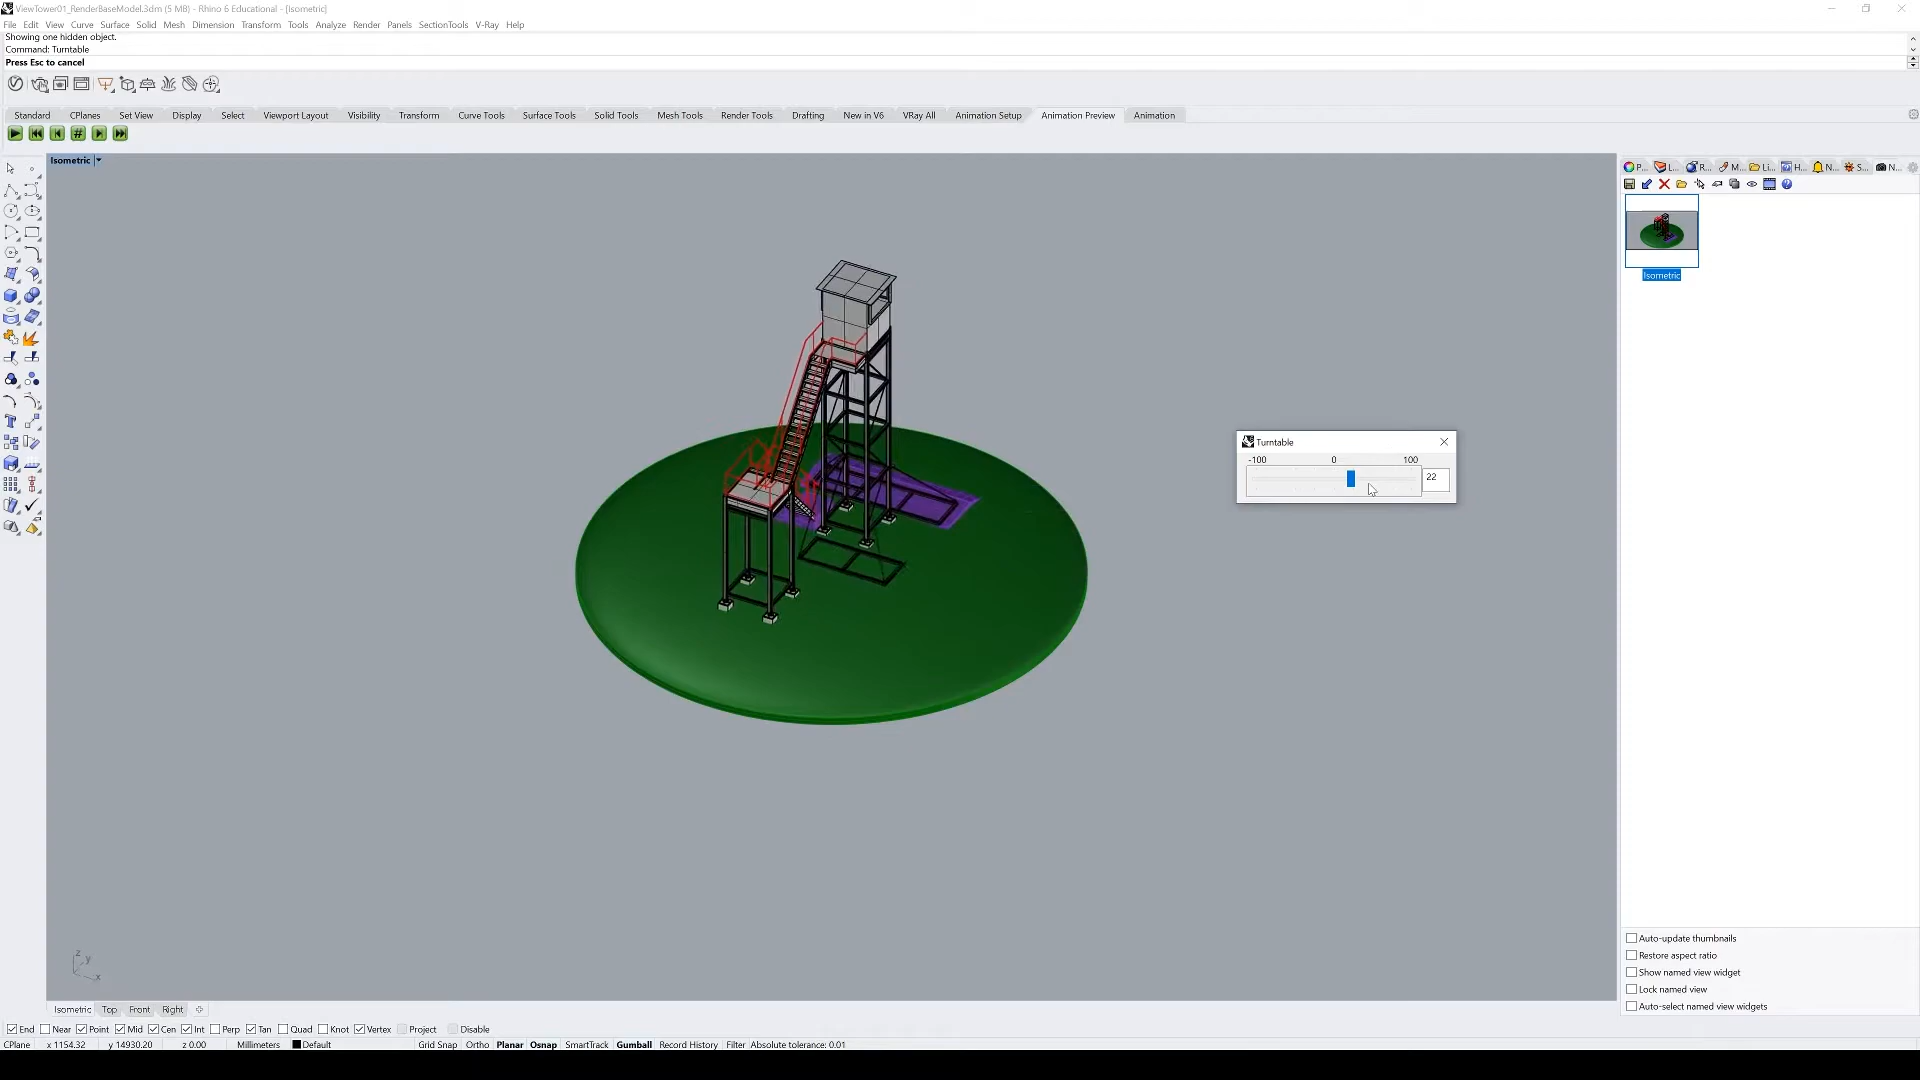 ViewTower01_RenderBaseModel.3dm (5 MB) - Rhino 6 Educational - [Isometric]
File Edit View Curve Surface Solid Mesh Dimension Transform Tools Analyze Render Panels SectionTools V-Ray Help
Showing one hidden object.
Command: Turntable
Press Esc to cancel
Standard CPlanes Set View Display Select Viewport Layout Visibility Transform Curve Tools Surface Tools Solid Tools Mesh Tools Render Tools Drafting New in V6 VRay All Animation Setup Animation Preview Animation
Isometric
P... L... R... M... Li... H... N... S... N...
Isometric
Turntable
-100 0 100
22
z
y
x
Auto-update thumbnails
Restore aspect ratio
Show named view widget
Lock named view
Auto-select named view widgets
Isometric Top Front Right
End Near Point Mid Cen Int Perp Tan Quad Knot Vertex Project Disable
CPlane x 1154.32 y 14930.20 z 0.00 Millimeters Default Grid Snap Ortho Planar Osnap SmartTrack Gumball Record History Filter Absolute tolerance: 0.01